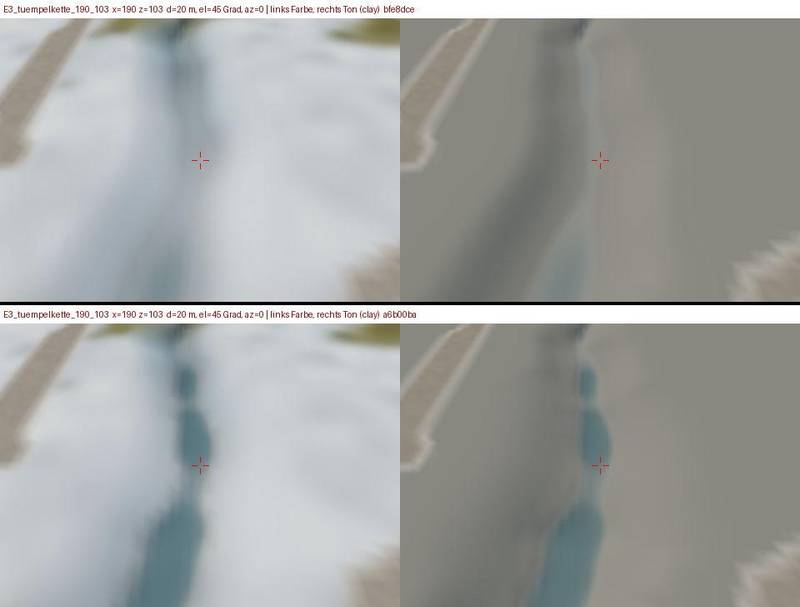 E3_tuempelkette_190_103 x=190 z=103 d=20 m, el=45 Grad, az=0 | links Farbe, rechts Ton (clay) bfe8dce
E3_tuempelkette_190_103 x=190 z=103 d=20 m, el=45 Grad, az=0 | links Farbe, rechts Ton (clay) a6b00ba